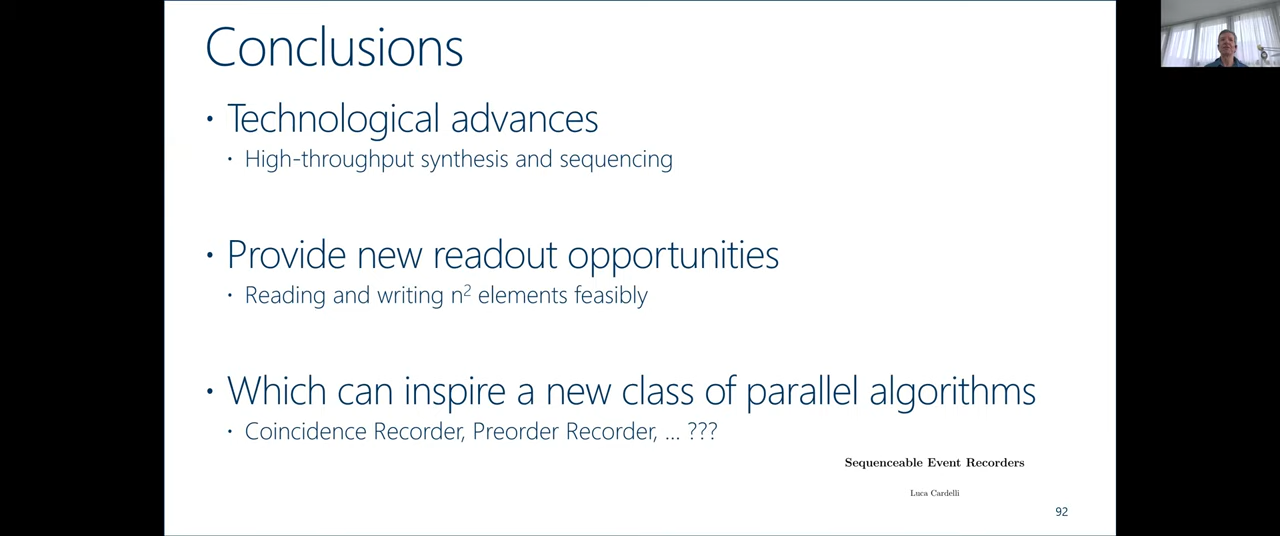 Conclusions
• Technological advances
• High-throughput synthesis and sequencing
• Provide new readout opportunities
• Reading and writing n² elements feasibly
• Which can inspire a new class of parallel algorithms
• Coincidence Recorder, Preorder Recorder, ... ???
Sequenceable Event Recorders
Luca Cardelli
92